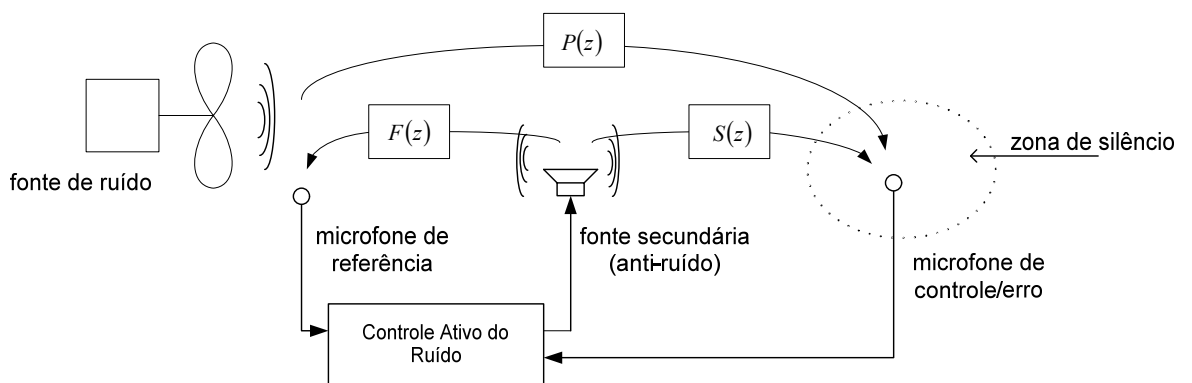 P(z)
F(z)
S(z)
zona de silêncio
fonte de ruído
microfone de
referência
fonte secundária
(anti-ruído)
microfone de
controle/erro
Controle Ativo do
Ruído